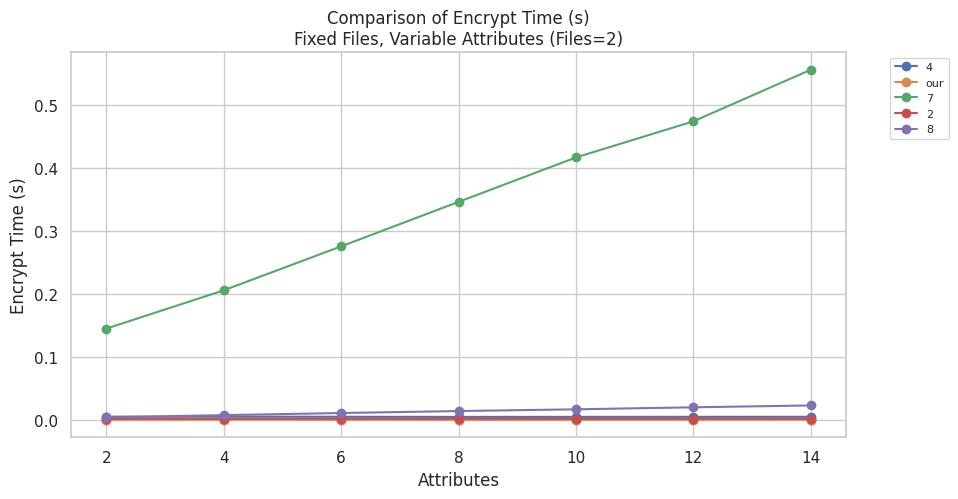 Comparison of Encrypt Time (s)
Fixed Files, Variable Attributes (Files=2)
Encrypt Time (s)
0.5
0.4
0.3
0.2
0.1
0.0
2 4 6 8 10 12 14
Attributes
4
our
7
2
8